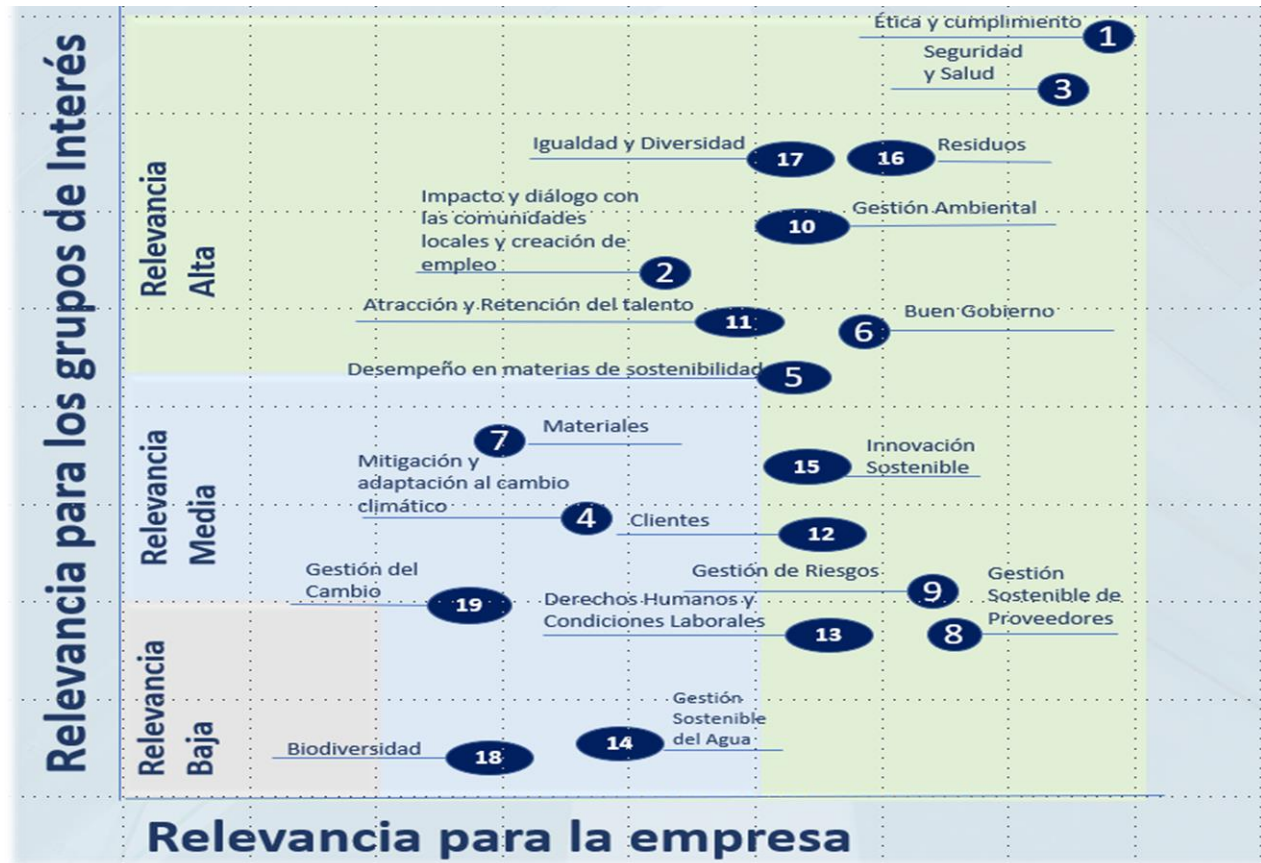 Relevancia para los grupos de Interés
Relevancia
Alta
Relevancia
Media
Relevancia
Baja
Ética y cumplimiento
1
Seguridad
y Salud
3
Igualdad y Diversidad
17
16
Residuos
Impacto y diálogo con
las comunidades
locales y creación de
empleo
2
10
Gestión Ambiental
Atracción y Retención del talento
11
6
Buen Gobierno
Desempeño en materias de sostenibilidad
5
7
Materiales
Mitigación y
adaptación al cambio
climático
4
15
Innovación
Sostenible
Clientes
12
Gestión del
Cambio
19
Gestión de Riesgos
9
Derechos Humanos y
Condiciones Laborales
13
8
Gestión
Sostenible de
Proveedores
Biodiversidad
18
14
Gestión
Sostenible
del Agua
Relevancia para la empresa